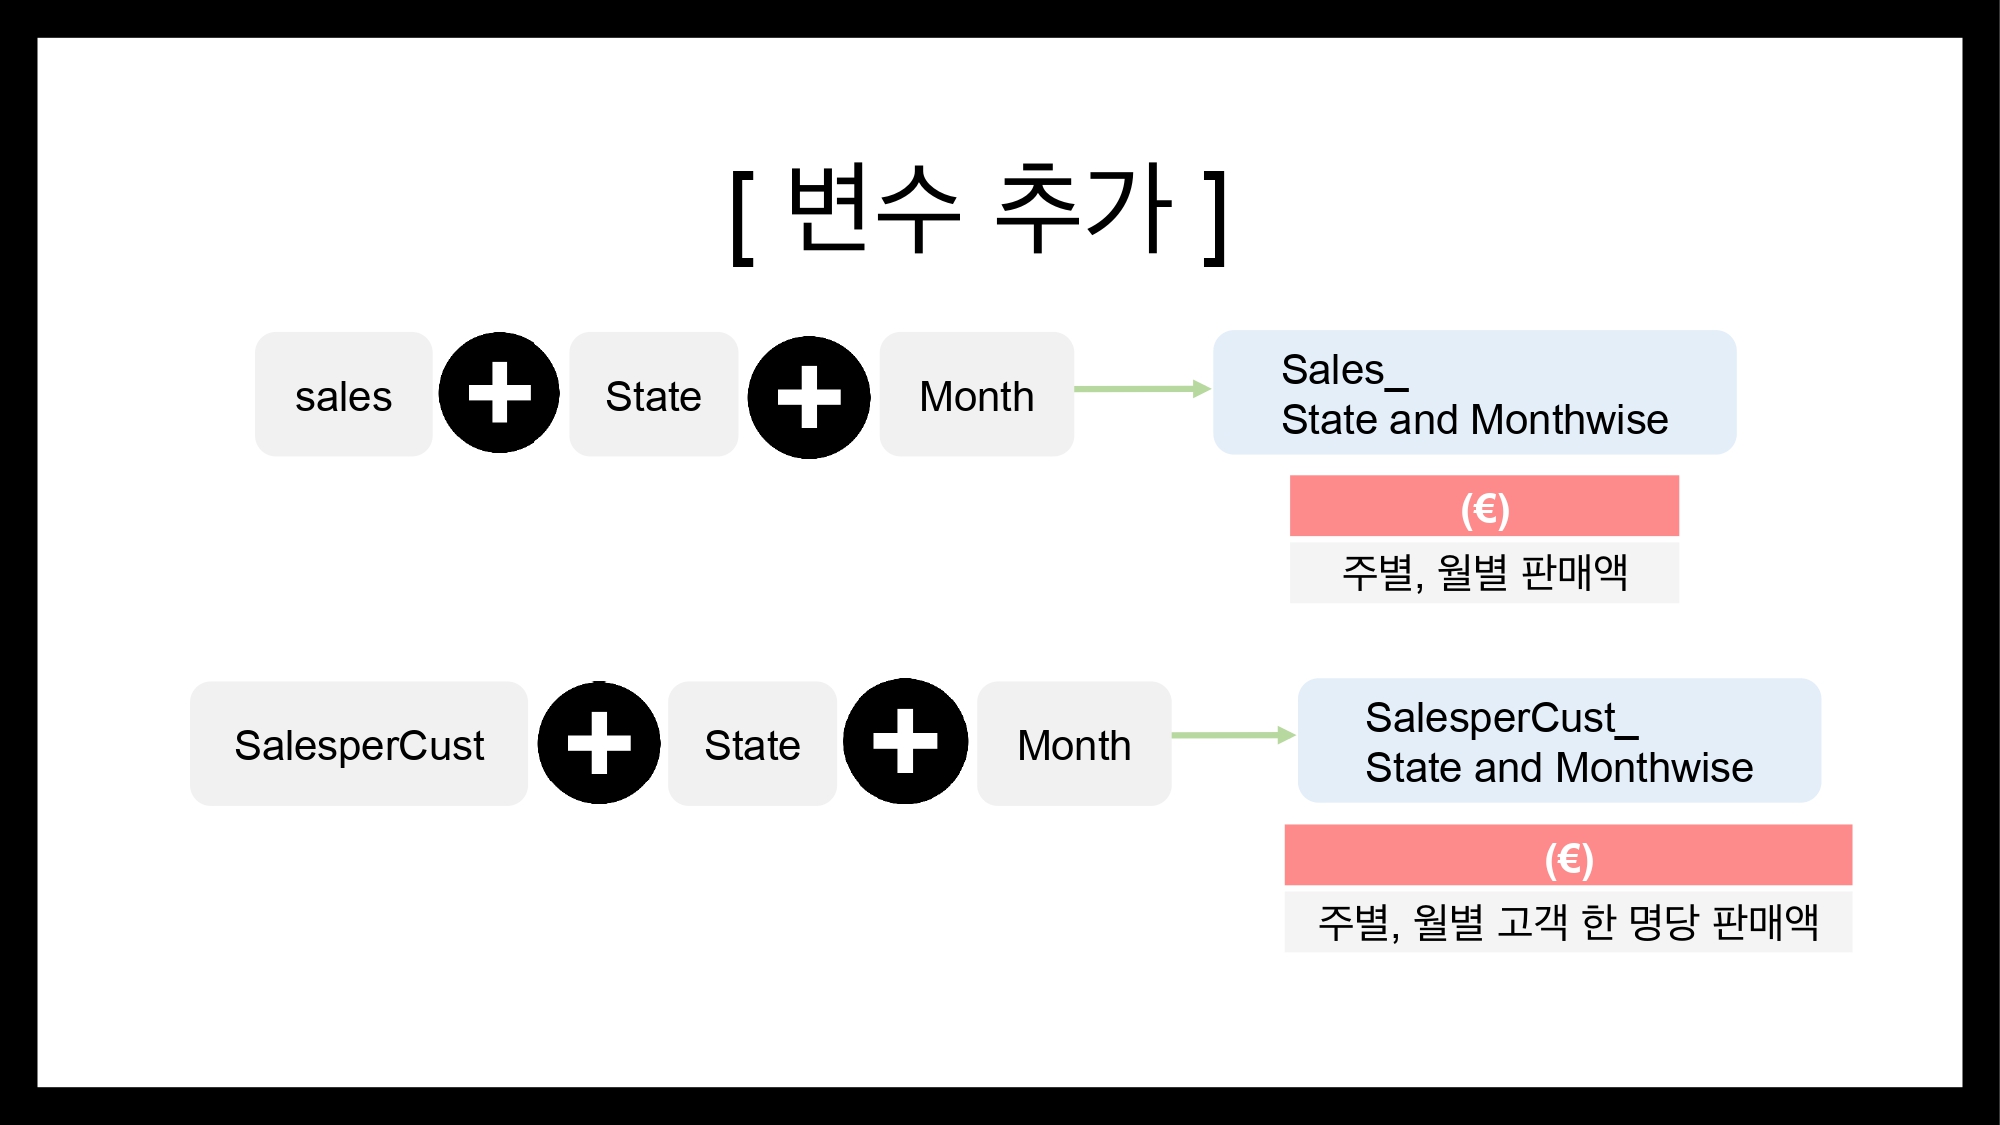 [ 변수 추가 ]
sales + State + Month
Sales_
State and Monthwise
(€)
주별, 월별 판매액
SalesperCust + State + Month
SalesperCust_
State and Monthwise
(€)
주별, 월별 고객 한 명당 판매액